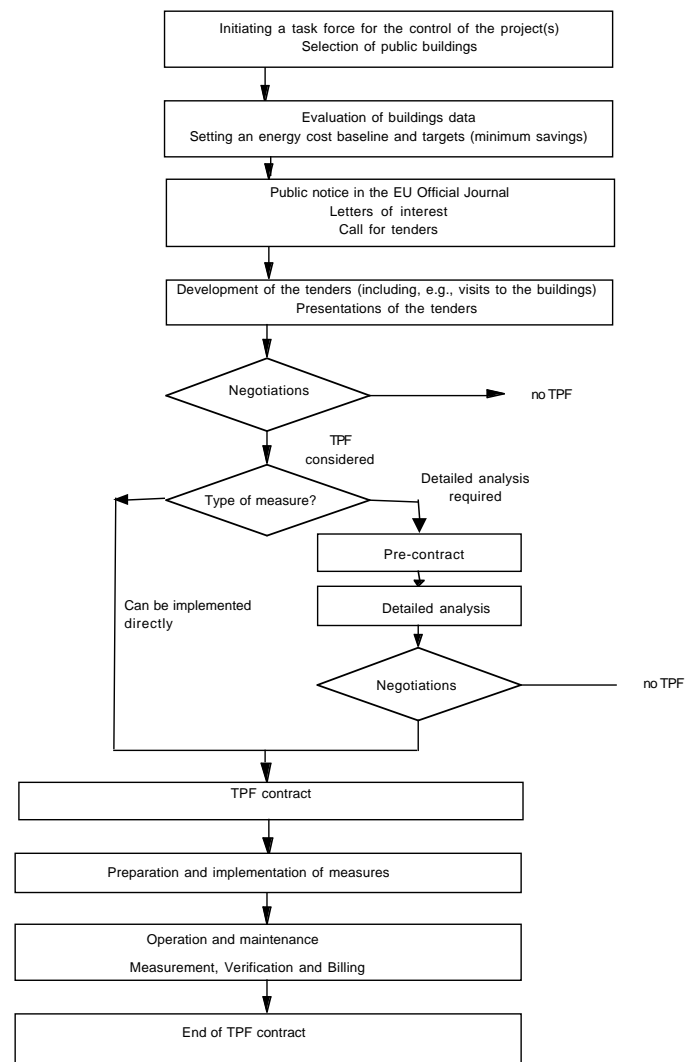 Initiating a task force for the control of the project(s)
Selection of public buildings
Evaluation of buildings data
Setting an energy cost baseline and targets (minimum savings)
Public notice in the EU Official Journal
Letters of interest
Call for tenders
Development of the tenders (including, e.g., visits to the buildings)
Presentations of the tenders
Negotiations
no TPF
TPF
considered
Type of measure?
Detailed analysis
required
Pre-contract
Can be implemented
directly
Detailed analysis
Negotiations
no TPF
TPF contract
Preparation and implementation of measures
Operation and maintenance
Measurement, Verification and Billing
End of TPF contract